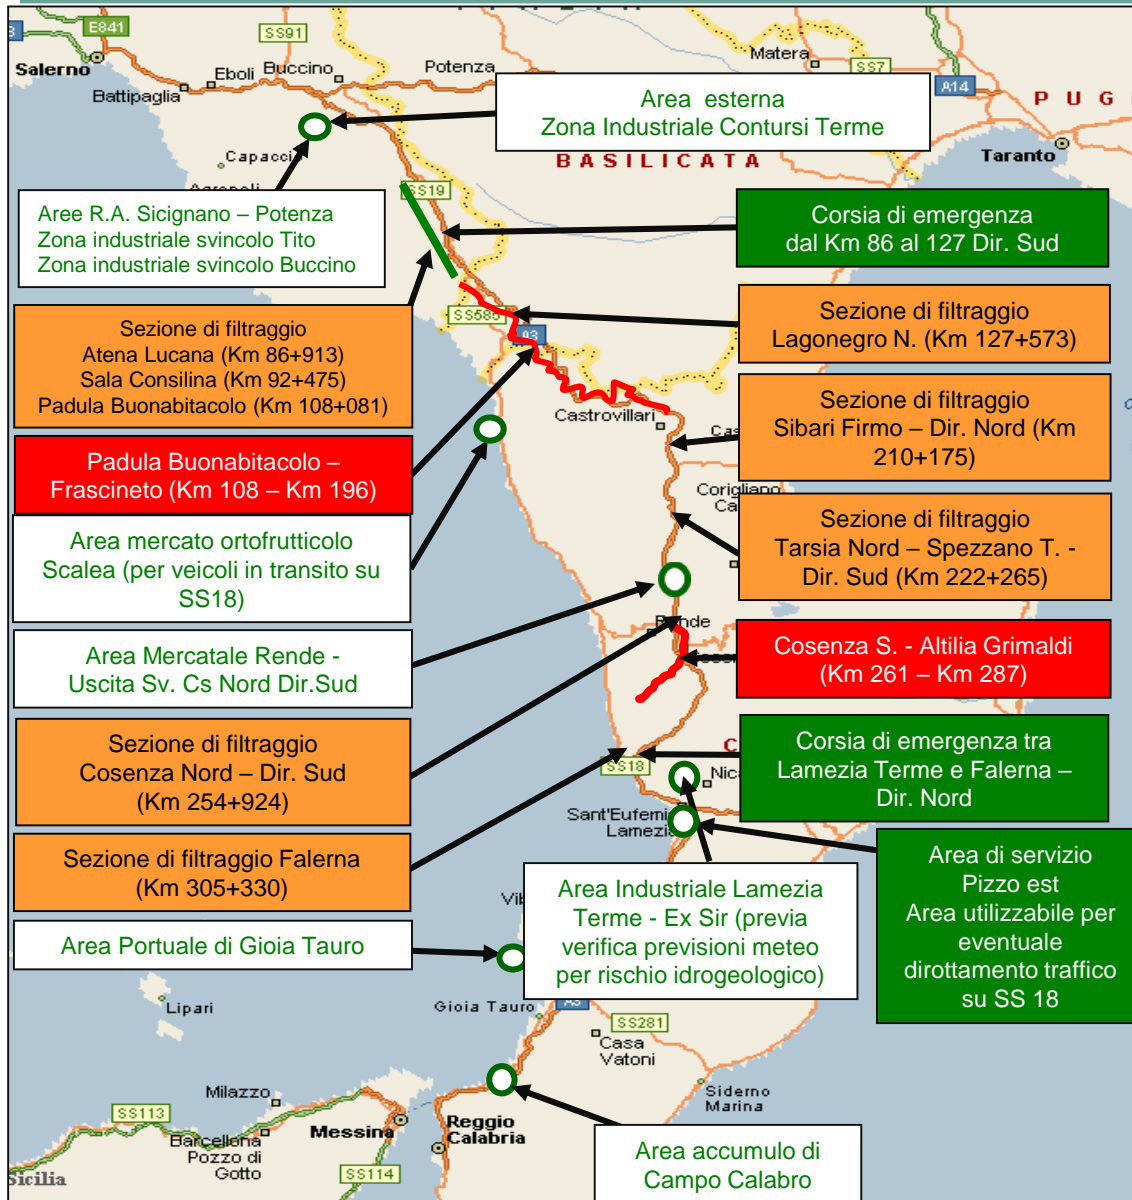 E841
SS91
Salerno
Eboli
Buccino
Potenza
Battipaglia
Matera
SS7
A14
Taranto
BASILICATA
Area esterna
Zona Industriale Contursi Terme
SS19
Aree R.A. Sicignano – Potenza
Zona industriale svincolo Tito
Zona industriale svincolo Buccino
Corsia di emergenza
dal Km 86 al 127 Dir. Sud
Sezione di filtraggio
Atena Lucana (Km 86+913)
Sala Consilina (Km 92+475)
Padula Buonabitacolo (Km 108+081)
SS585
A3
Sezione di filtraggio
Lagonegro N. (Km 127+573)
Castrovillari
Sezione di filtraggio
Sibari Firmo – Dir. Nord (Km
210+175)
Padula Buonabitacolo –
Frascineto (Km 108 – Km 196)
Corigliano
Sezione di filtraggio
Tarsia Nord – Spezzano T. -
Dir. Sud (Km 222+265)
Area mercato ortofrutticolo
Scalea (per veicoli in transito su
SS18)
Area Mercatale Rende -
Uscita Sv. Cs Nord Dir.Sud
Rende
Cosenza S. - Altilia Grimaldi
(Km 261 – Km 287)
Sezione di filtraggio
Cosenza Nord – Dir. Sud
(Km 254+924)
Corsia di emergenza tra
Lamezia Terme e Falerna –
Dir. Nord
SS18
Sant'Eufemi
Lamezia
Sezione di filtraggio Falerna
(Km 305+330)
Area di servizio
Pizzo est
Area utilizzabile per
eventuale
dirottamento traffico
su SS 18
Area Industriale Lamezia
Terme - Ex Sir (previa
verifica previsioni meteo
per rischio idrogeologico)
Area Portuale di Gioia Tauro
Lipari
Gioia Tauro
A3
SS281
Casa
Vatoni
Siderno
Marina
Milazzo
SS113
Messina
Reggio
Calabria
Barcellona
Pozzo di
Gotto
SS114
Sicilia
Area accumulo di
Campo Calabro